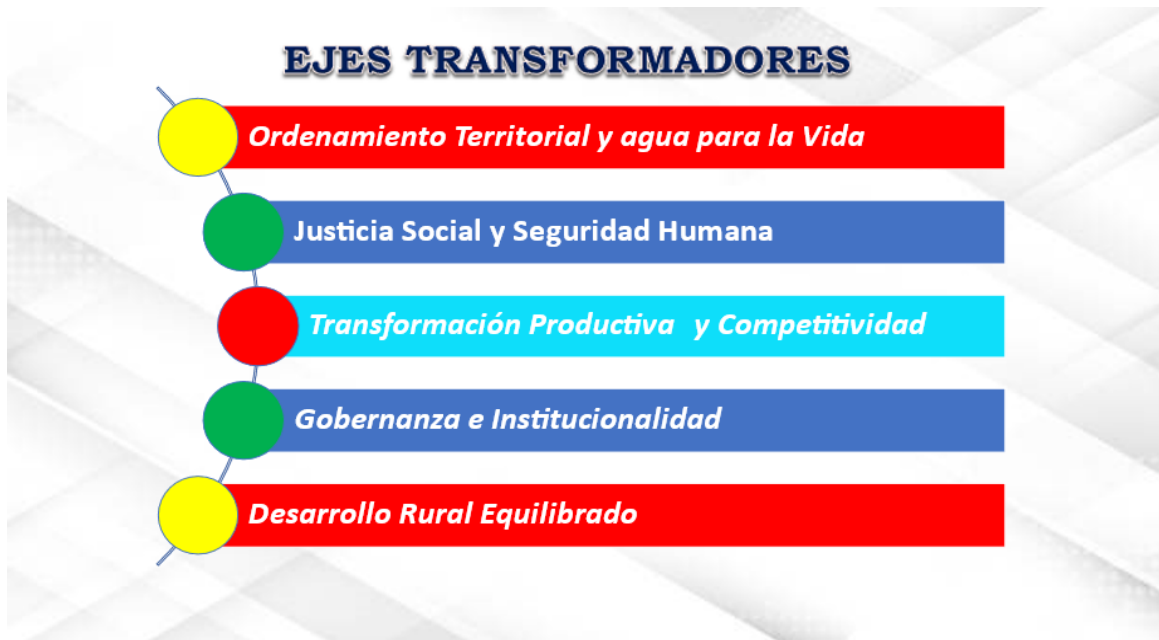 EJES TRANSFORMADORES
Ordenamiento Territorial y agua para la Vida
Justicia Social y Seguridad Humana
Transformación Productiva y Competitividad
Gobernanza e Institucionalidad
Desarrollo Rural Equilibrado